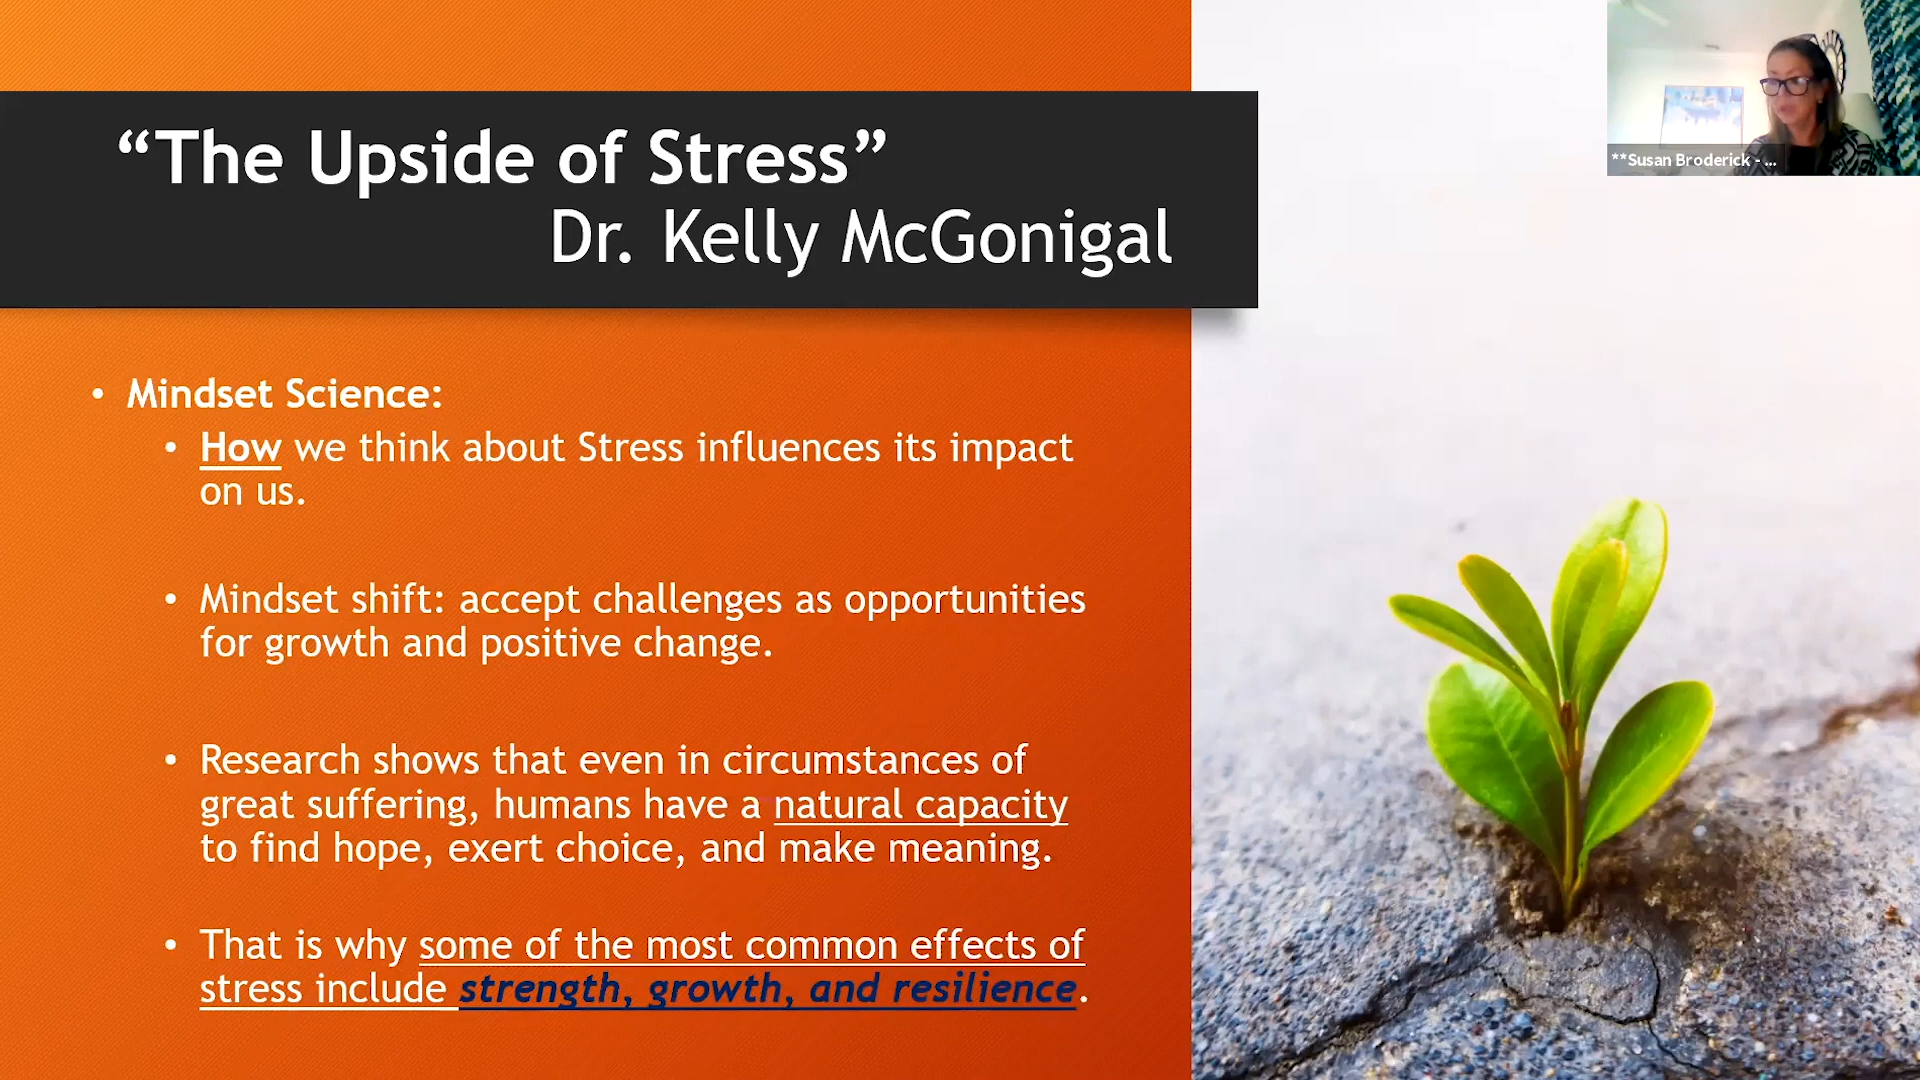 “The Upside of Stress”
Dr. Kelly McGonigal
**Susan Broderick - ...
• Mindset Science:
• How we think about Stress influences its impact
on us.
• Mindset shift: accept challenges as opportunities
for growth and positive change.
• Research shows that even in circumstances of
great suffering, humans have a natural capacity
to find hope, exert choice, and make meaning.
• That is why some of the most common effects of
stress include strength, growth, and resilience.